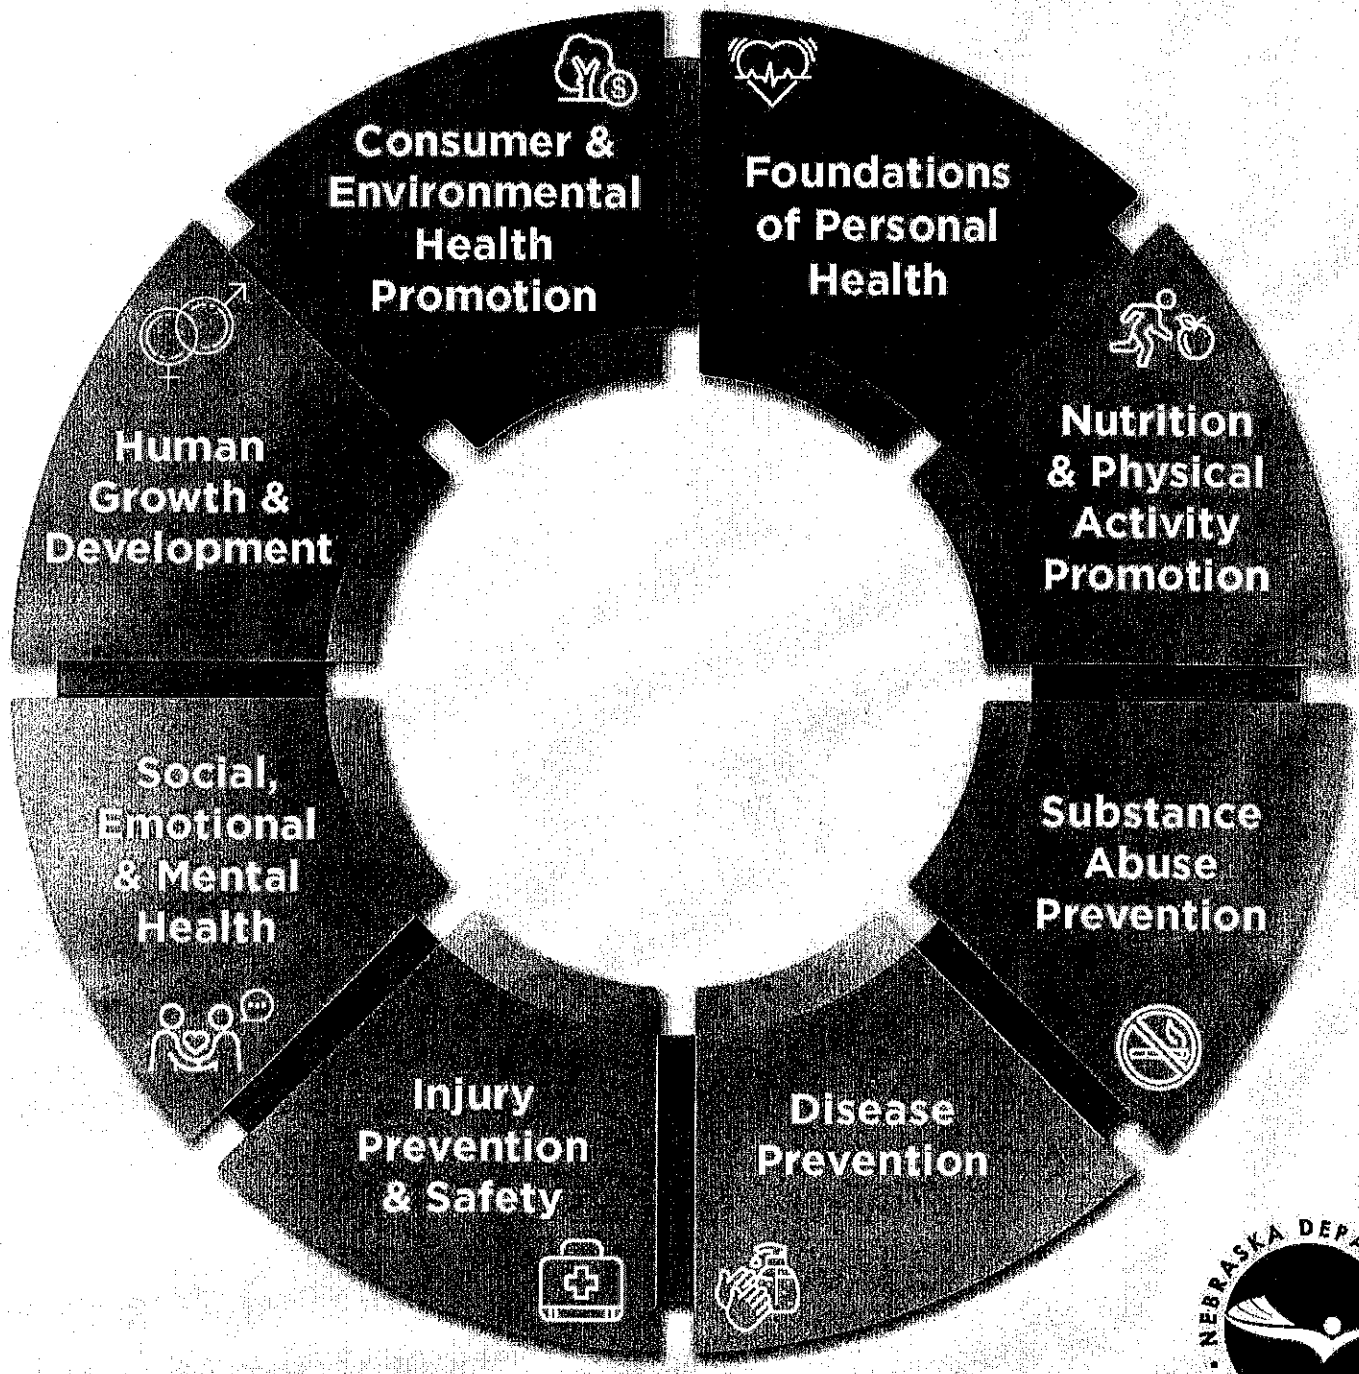 Consumer &
Environmental
Health
Promotion
Foundations
of Personal
Health
Nutrition
& Physical
Activity
Promotion
Substance
Abuse
Prevention
Disease
Prevention
Injury
Prevention
& Safety
Social,
Emotional
& Mental
Health
Human
Growth &
Development
$
• NEBRASKA DEPA